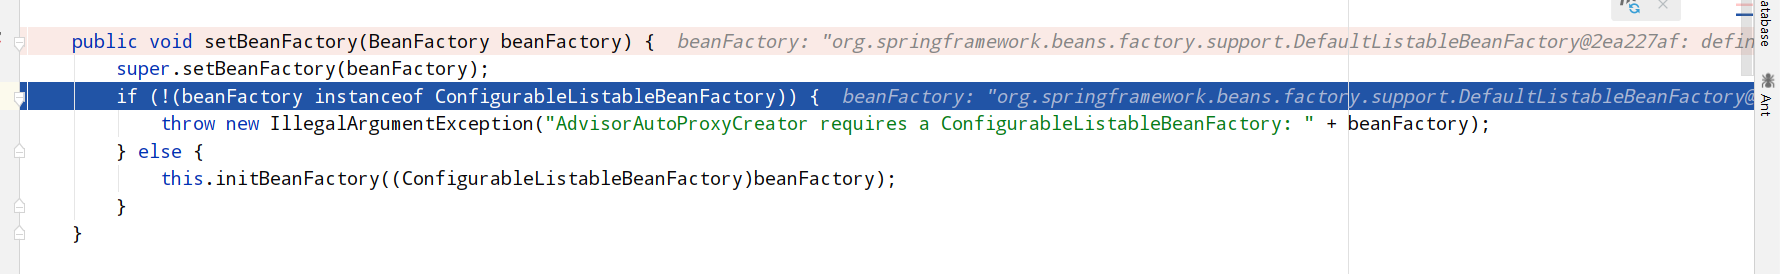 public void setBeanFactory(BeanFactory beanFactory) {  beanFactory: "org.springframework.beans.factory.support.DefaultListableBeanFactory@2ea227af: defin
super.setBeanFactory(beanFactory);
if (!(beanFactory instanceof ConfigurableListableBeanFactory)) {  beanFactory: "org.springframework.beans.factory.support.DefaultListableBeanFactory@
throw new IllegalArgumentException("AdvisorAutoProxyCreator requires a ConfigurableListableBeanFactory: " + beanFactory);
} else {
this.initBeanFactory((ConfigurableListableBeanFactory)beanFactory);
}
}
atabase
Ant